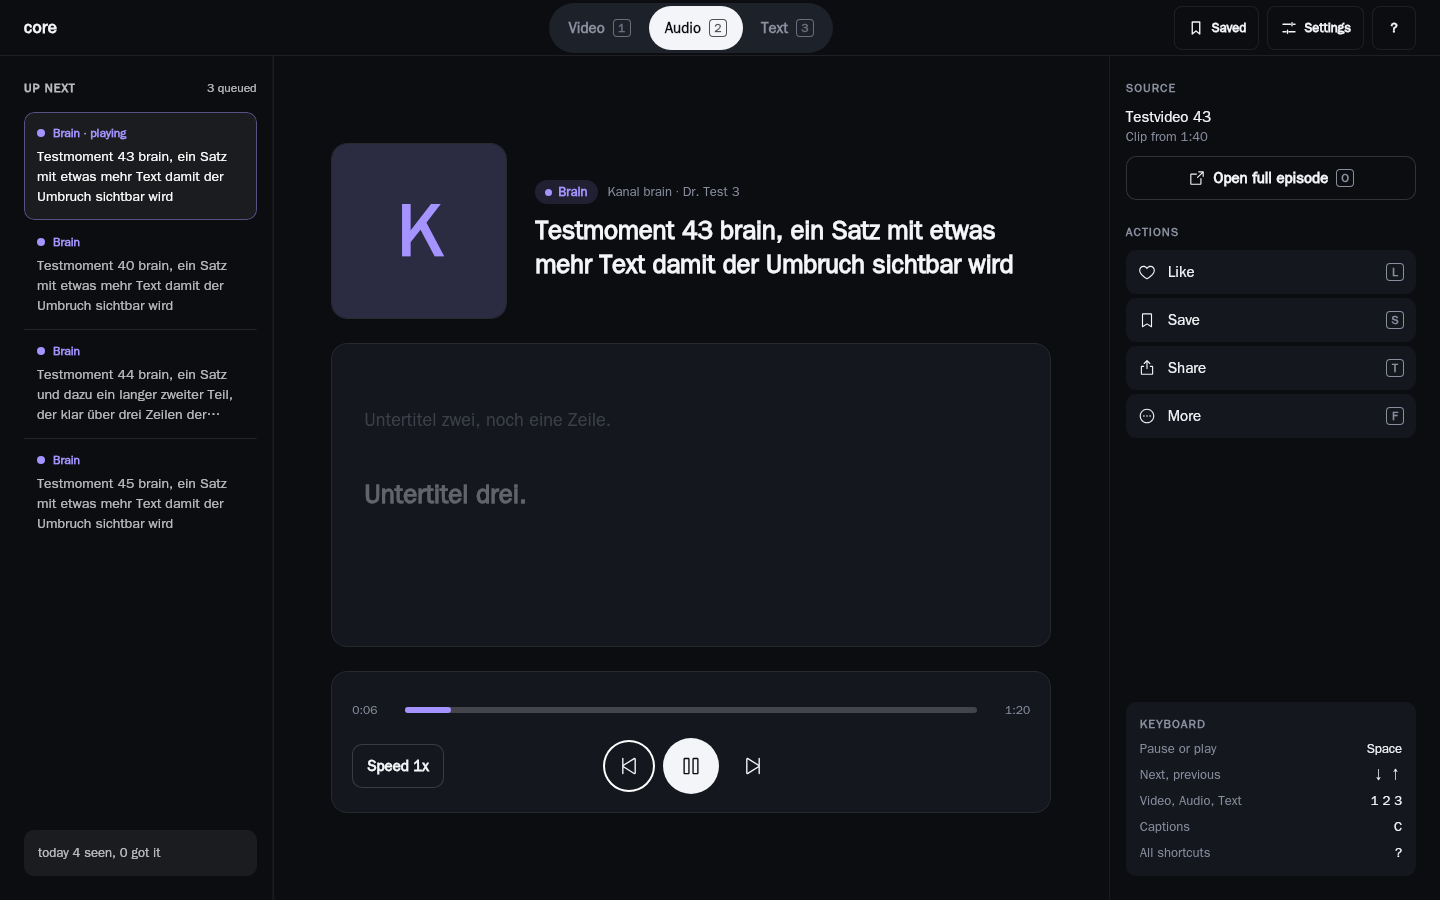 core
Video 1 Audio 2 Text 3
Saved Settings ?
UP NEXT 3 queued
Brain · playing
Testmoment 43 brain, ein Satz
mit etwas mehr Text damit der
Umbruch sichtbar wird
Brain
Testmoment 40 brain, ein Satz
mit etwas mehr Text damit der
Umbruch sichtbar wird
Brain
Testmoment 44 brain, ein Satz
und dazu ein langer zweiter Teil,
der klar über drei Zeilen der···
Brain
Testmoment 45 brain, ein Satz
mit etwas mehr Text damit der
Umbruch sichtbar wird
today 4 seen, 0 got it
K
Brain Kanal brain · Dr. Test 3
Testmoment 43 brain, ein Satz mit etwas
mehr Text damit der Umbruch sichtbar wird
Untertitel zwei, noch eine Zeile.
Untertitel drei.
0:06 1:20
Speed 1x
SOURCE
Testvideo 43
Clip from 1:40
Open full episode O
ACTIONS
Like L
Save S
Share T
More F
KEYBOARD
Pause or play Space
Next, previous ↓ ↑
Video, Audio, Text 1 2 3
Captions C
All shortcuts ?